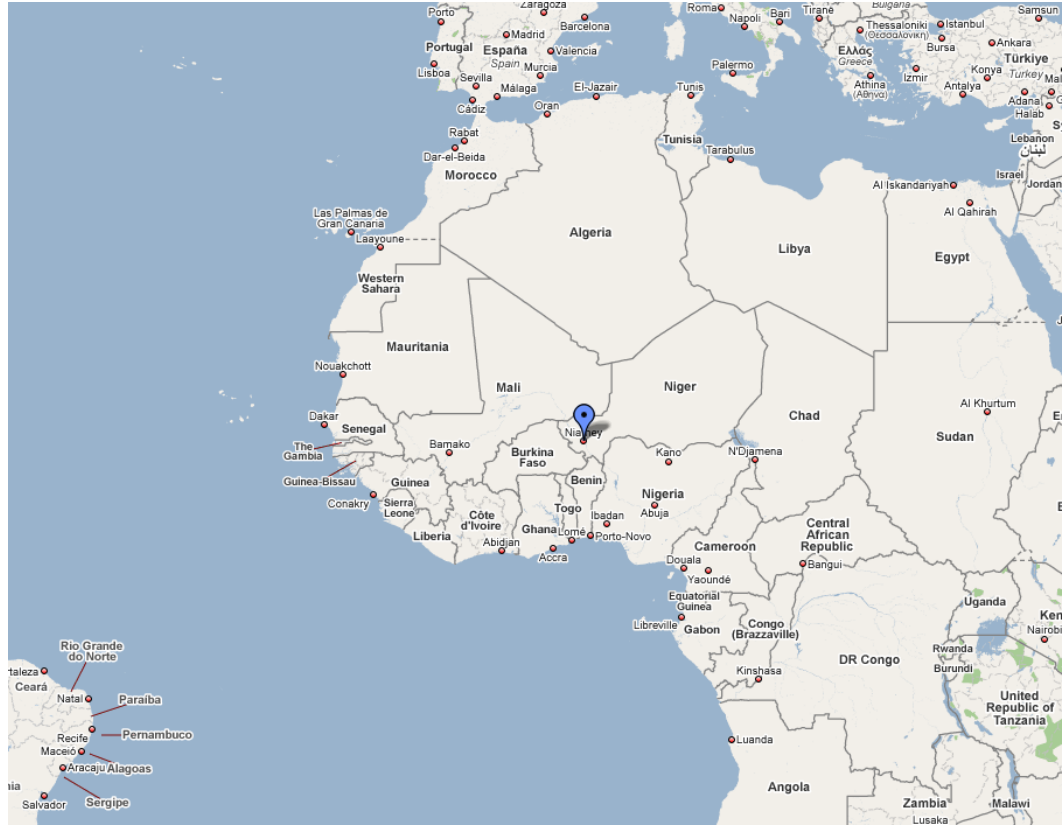 Porto
Zaragoza
Barcelona
Madrid
Portugal
España
Spain
Valencia
Lisboa
Murcia
Sevilla
Málaga
Cádiz
Roma
Napoli
Bari
Tiranë
Bulgaria
Thessaloniki
(Θεσσαλονίκη)
Istanbul
Samsun
Bursa
Ankara
Ελλάς
Greece
Türkiye
Turkey
Palermo
Izmir
Konya
Athina
(Αθήνα)
Antalya
Adana
Halab
Lebanon
لبنان
Israel
Jordan
El-Jazair
Tunis
Oran
Tunisia
Tarabulus
Rabat
Dar-el-Beida
Morocco
Al Iskandariyah
Al Qahirah
Las Palmas de
Gran Canaria
Laayoune
Algeria
Libya
Egypt
Western
Sahara
Mauritania
Nouakchott
Mali
Niger
Chad
Al Khurtum
Sudan
Dakar
Senegal
The
Gambia
Guinea-Bissau
Bamako
Niamey
Burkina
Faso
Kano
N'Djamena
Guinea
Benin
Conakry
Sierra
Leone
Nigeria
Abuja
Côte
d'Ivoire
Togo
Ghana
Ibadan
Lomé
Porto-Novo
Liberia
Abidjan
Accra
Central
African
Republic
Cameroon
Douala
Yaoundé
Bangui
Equatorial
Guinea
Libreville
Gabon
Congo
(Brazzaville)
Uganda
Nairobi
Rwanda
Burundi
DR Congo
Kinshasa
United
Republic of
Tanzania
Rio Grande
do Norte
Ceará
Natal
Paraíba
Recife
Pernambuco
Maceió
Alagoas
Aracaju
Sergipe
Salvador
Luanda
Angola
Zambia
Lusaka
Malawi